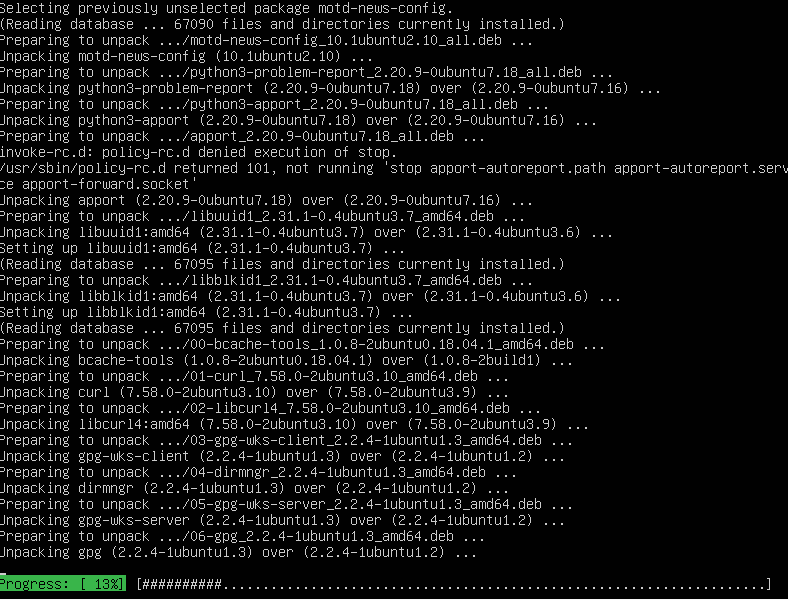 Selecting previously unselected package motd-news-config.
(Reading database ... 67090 files and directories currently installed.)
Preparing to unpack .../motd-news-config_10.1ubuntu2.10_all.deb ...
Unpacking motd-news-config (10.1ubuntu2.10) ...
Preparing to unpack .../python3-problem-report_2.20.9-0ubuntu7.18_all.deb ...
Unpacking python3-problem-report (2.20.9-0ubuntu7.18) over (2.20.9-0ubuntu7.16) ...
Preparing to unpack .../python3-apport_2.20.9-0ubuntu7.18_all.deb ...
Unpacking python3-apport (2.20.9-0ubuntu7.18) over (2.20.9-0ubuntu7.16) ...
Preparing to unpack .../apport_2.20.9-0ubuntu7.18_all.deb ...
invoke-rc.d: policy-rc.d denied execution of stop.
/usr/sbin/policy-rc.d returned 101, not running 'stop apport-autoreport.path apport-autoreport.serv
ce apport-forward.socket'
Unpacking apport (2.20.9-0ubuntu7.18) over (2.20.9-0ubuntu7.16) ...
Preparing to unpack .../libuuid1_2.31.1-0.4ubuntu3.7_amd64.deb ...
Unpacking libuuid1:amd64 (2.31.1-0.4ubuntu3.7) over (2.31.1-0.4ubuntu3.6) ...
Setting up libuuid1:amd64 (2.31.1-0.4ubuntu3.7) ...
(Reading database ... 67095 files and directories currently installed.)
Preparing to unpack .../libblkid1_2.31.1-0.4ubuntu3.7_amd64.deb ...
Unpacking libblkid1:amd64 (2.31.1-0.4ubuntu3.7) over (2.31.1-0.4ubuntu3.6) ...
Setting up libblkid1:amd64 (2.31.1-0.4ubuntu3.7) ...
(Reading database ... 67095 files and directories currently installed.)
Preparing to unpack .../00-bcache-tools_1.0.8-2ubuntu0.18.04.1_amd64.deb ...
Unpacking bcache-tools (1.0.8-2ubuntu0.18.04.1) over (1.0.8-2build1) ...
Preparing to unpack .../01-curl_7.58.0-2ubuntu3.10_amd64.deb ...
Unpacking curl (7.58.0-2ubuntu3.10) over (7.58.0-2ubuntu3.9) ...
Preparing to unpack .../02-libcurl4_7.58.0-2ubuntu3.10_amd64.deb ...
Unpacking libcurl4:amd64 (7.58.0-2ubuntu3.10) over (7.58.0-2ubuntu3.9) ...
Preparing to unpack .../03-gpg-wks-client_2.2.4-1ubuntu1.3_amd64.deb ...
Unpacking gpg-wks-client (2.2.4-1ubuntu1.3) over (2.2.4-1ubuntu1.2) ...
Preparing to unpack .../04-dirmngr_2.2.4-1ubuntu1.3_amd64.deb ...
Unpacking dirmngr (2.2.4-1ubuntu1.3) over (2.2.4-1ubuntu1.2) ...
Preparing to unpack .../05-gpg-wks-server_2.2.4-1ubuntu1.3_amd64.deb ...
Unpacking gpg-wks-server (2.2.4-1ubuntu1.3) over (2.2.4-1ubuntu1.2) ...
Preparing to unpack .../06-gpg_2.2.4-1ubuntu1.3_amd64.deb ...
Unpacking gpg (2.2.4-1ubuntu1.3) over (2.2.4-1ubuntu1.2) ...
Progress: [ 13%] [##########....................................................................]